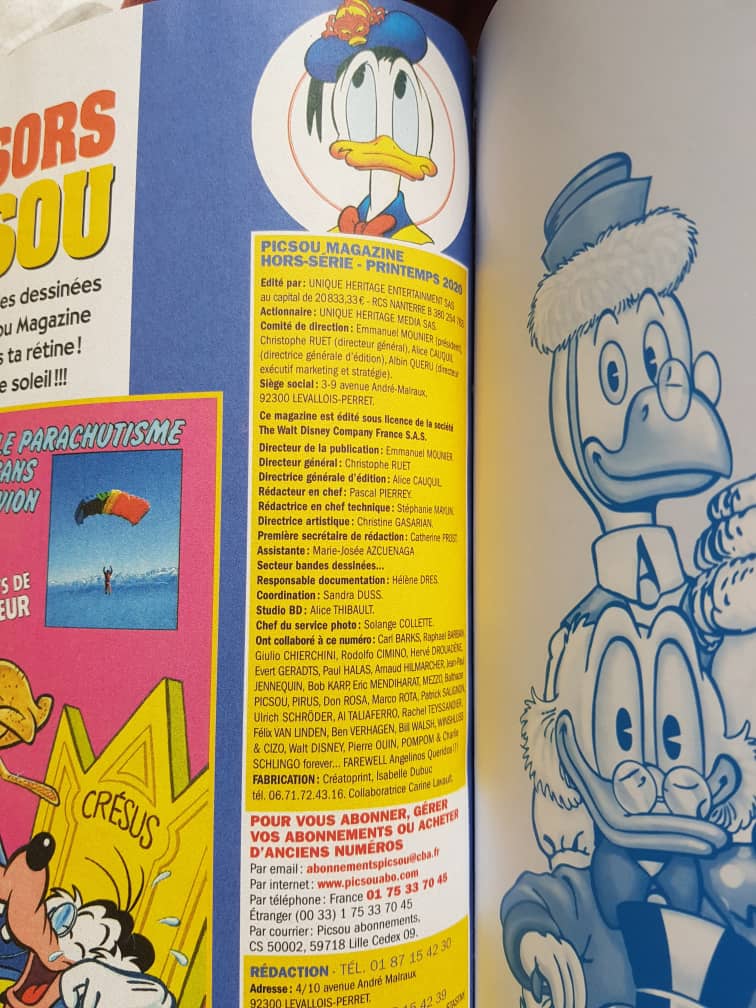 SORS
SOU
es dessinées
ou Magazine
s ta rétine !
e soleil !!!
LE PARACHUTISME
ANS
VION
S DE
EUR
CRÉSUS
PICSOU MAGAZINE
HORS-SÉRIE - PRINTEMPS 2020
Edité par : UNIQUE HERITAGE ENTERTAINMENT SAS
au capital de 20 833,33 € - RCS NANTERRE B 380 254 763
Actionnaire : UNIQUE HERITAGE MEDIA SAS.
Comité de direction : Emmanuel MOUNIER (président),
Christophe RUET (directeur général), Alice CAUQUIL
(directrice générale d'édition), Albin QUERU (directeur
exécutif marketing et stratégie).
Siège social : 3-9 avenue André-Malraux,
92300 LEVALLOIS-PERRET.
Ce magazine est édité sous licence de la société
The Walt Disney Company France S.A.S.
Directeur de la publication : Emmanuel MOUNIER.
Directeur général : Christophe RUET
Directrice générale d'édition : Alice CAUQUIL
Rédacteur en chef : Pascal PIERREY.
Rédactrice en chef technique : Stéphanie MAYLIN.
Directrice artistique : Christine GASARIAN.
Première secrétaire de rédaction : Catherine PROST.
Assistante : Marie-Josée AZCUENAGA
Secteur bandes dessinées...
Responsable documentation : Hélène DRES.
Coordination : Sandra DUSS.
Studio BD : Alice THIBAULT.
Chef du service photo : Solange COLLETTE.
Ont collaboré à ce numéro : Carl BARKS, Raphael
Giulio CHIERCHINI, Rodolfo CIMINO, Hervé DROUADÈNE,
Evert GERADTS, Paul HALAS, Arnaud HILMARCHER, Jean-Paul
JENNEQUIN, Bob KARP, Eric MENDIHARAT, MEZZO, Balthazar
PICSOU, PIRUS, Don ROSA, Marco ROTA, Patrick SALIGNON,
Ulrich SCHRÖDER, Al TALIAFERRO, Rachel TEYSSANDIER,
Félix VAN LINDEN, Ben VERHAGEN, Bill WALSH, WINSHLUSS
& CIZO, Walt DISNEY, Pierre OUIN, POMPOM & Charlie
SCHLINGO forever... FAREWELL Angelinos Queridos !!!
FABRICATION : Créatoprint, Isabelle Dubuc
tél. 06.71.72.43.16. Collaboratrice Carine Lavault.
POUR VOUS ABONNER, GÉRER
VOS ABONNEMENTS OU ACHETER
D'ANCIENS NUMÉROS
Par email : abonnementspicsou@cba.fr
Par internet : www.picsouabo.com
Par téléphone : France 01 75 33 70 45
Étranger (00 33) 1 75 33 70 45
Par courrier : Picsou abonnements,
CS 50002, 59718 Lille Cedex 09.
RÉDACTION - TÉL. 01 87 15 42 30
Adresse : 4/10 avenue André Malraux
92300 LEVALLOIS-PERRET.
15 42 39
A